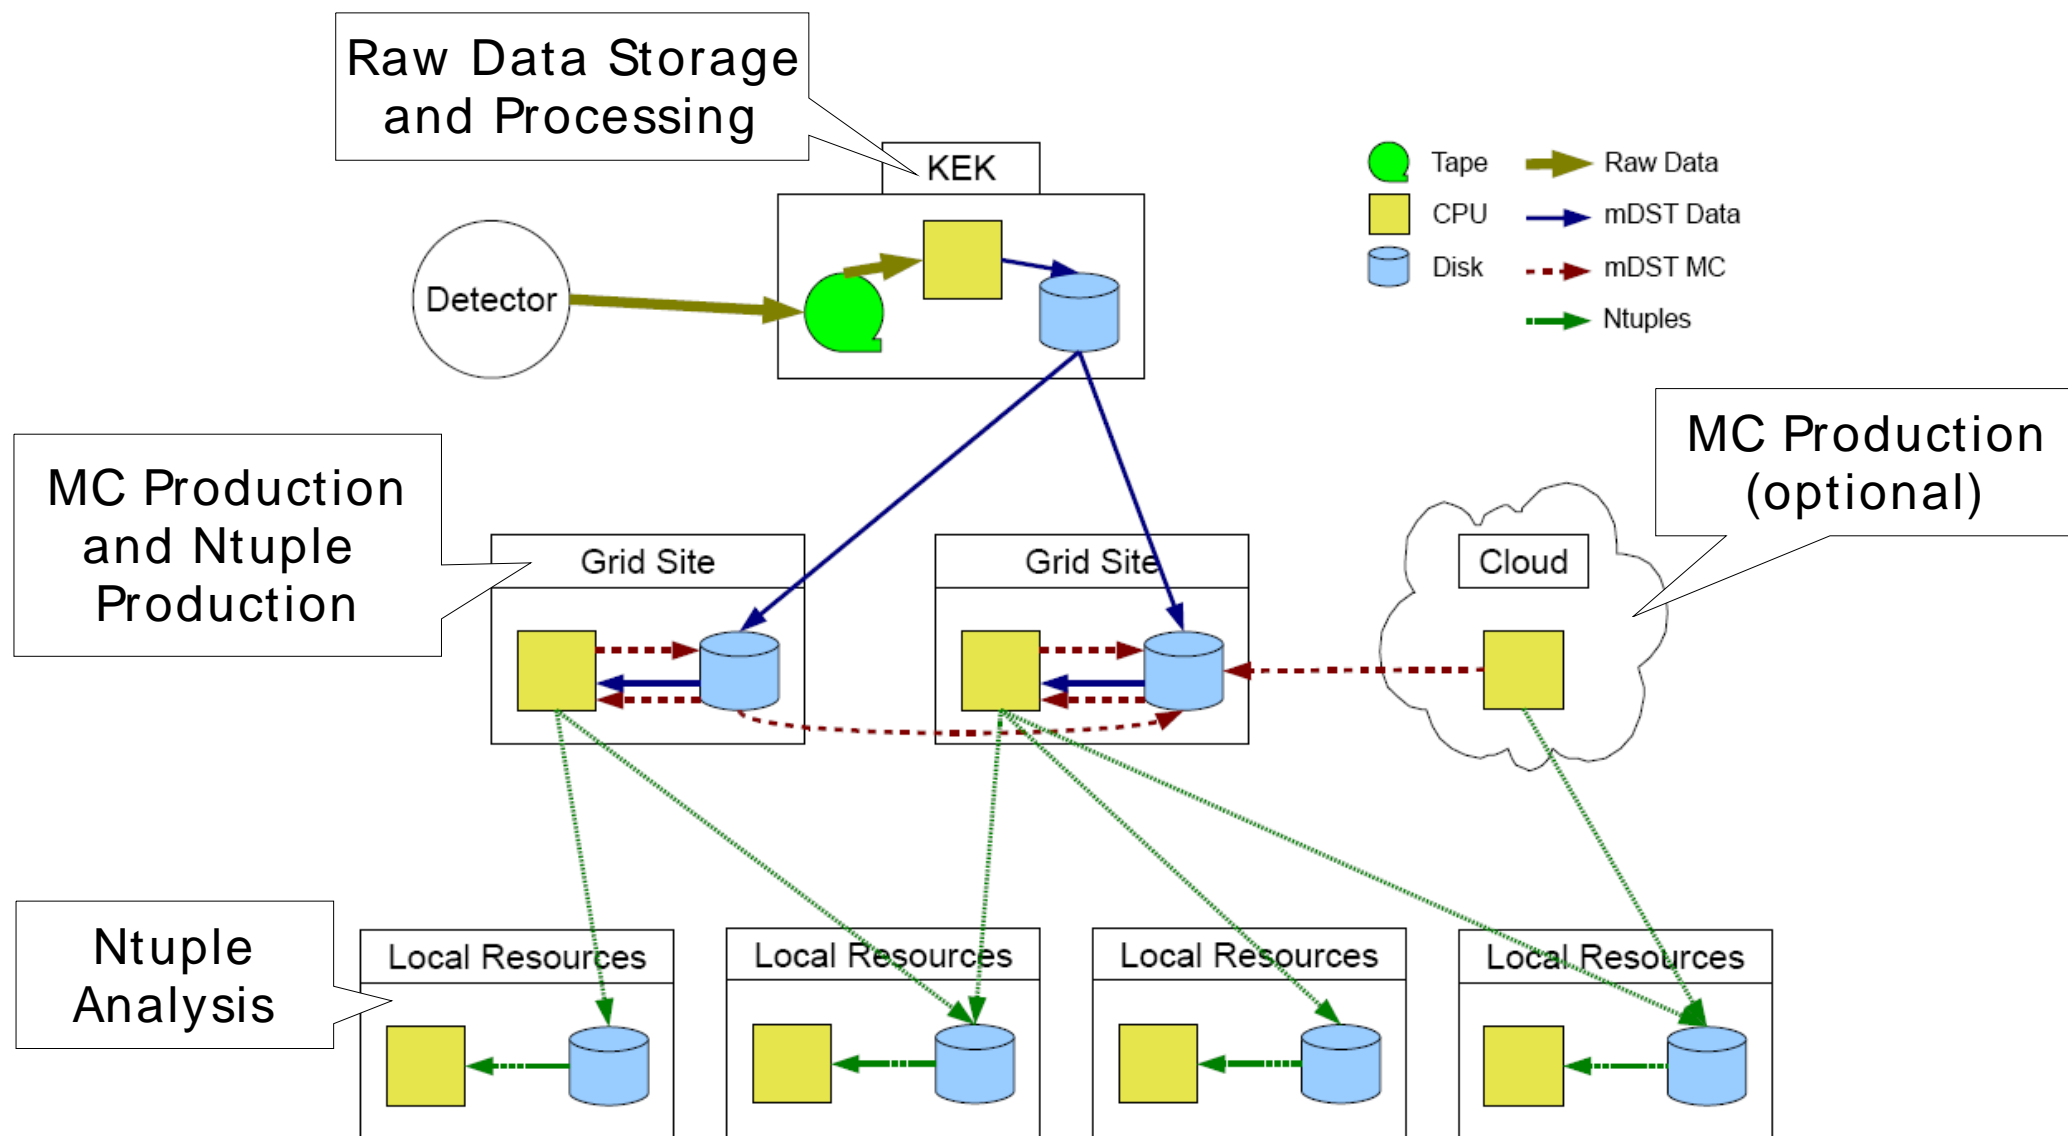 Raw Data Storage
and Processing
KEK
Tape
Raw Data
CPU
mDST Data
Disk
mDST MC
Ntuples
Detector
MC Production
(optional)
MC Production
and Ntuple
Production
Grid Site
Grid Site
Cloud
Ntuple
Analysis
Local Resources
Local Resources
Local Resources
Local Resources